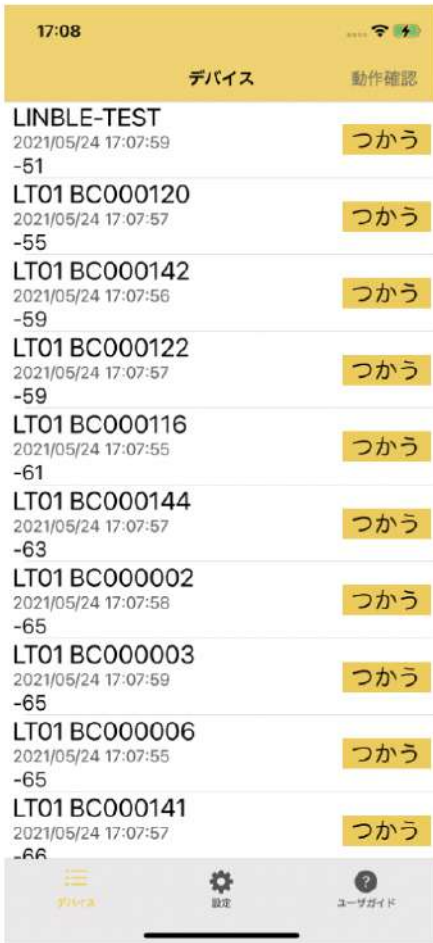 17:08
デバイス
動作確認
LINBLE-TEST
2021/05/24 17:07:59
-51
つかう
LT01 BC000120
2021/05/24 17:07:57
-55
つかう
LT01 BC000142
2021/05/24 17:07:56
-59
つかう
LT01 BC000122
2021/05/24 17:07:57
-59
つかう
LT01 BC000116
2021/05/24 17:07:55
-61
つかう
LT01 BC000144
2021/05/24 17:07:57
-63
つかう
LT01 BC000002
2021/05/24 17:07:58
-65
つかう
LT01 BC000003
2021/05/24 17:07:59
-65
つかう
LT01 BC000006
2021/05/24 17:07:55
-65
つかう
LT01 BC000141
2021/05/24 17:07:57
-66
つかう
デバイス
設定
ユーザガイド